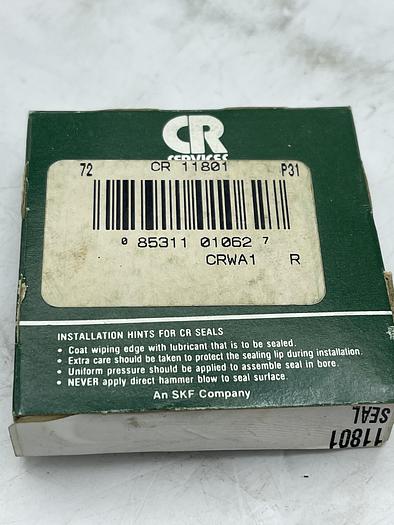 CR
SERVICES
72 CR 11801 P31
0 85311 01062 7
CRWA1 R
INSTALLATION HINTS FOR CR SEALS
• Coat wiping edge with lubricant that is to be sealed.
• Extra care should be taken to protect the sealing lip during installation.
• Uniform pressure should be applied to assemble seal in bore.
• NEVER apply direct hammer blow to seal surface.
An SKF Company
11801
SEAL